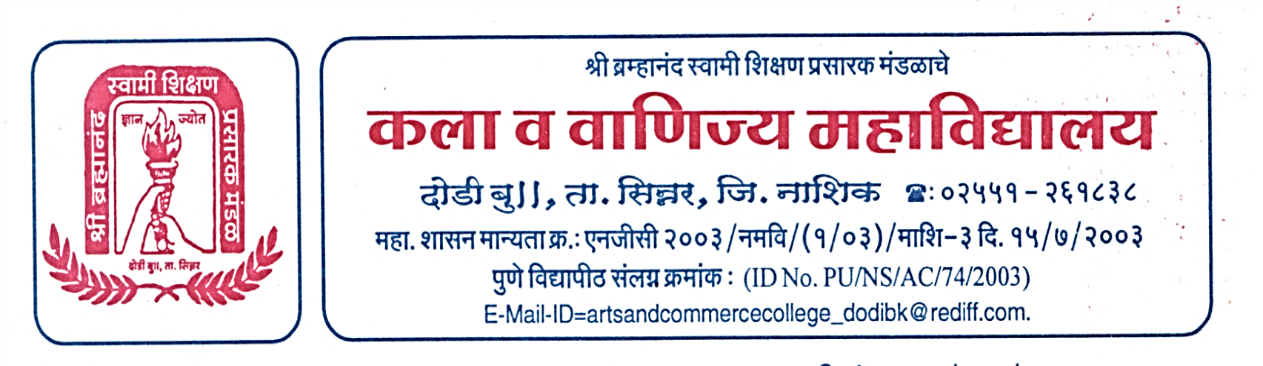 स्वामी शिक्षण
श्री ब्रह्मानंद
प्रसारक मंडळ
ज्ञान ज्योत
दोडी बु॥, ता. सिन्नर
श्री ब्रम्हानंद स्वामी शिक्षण प्रसारक मंडळाचे
कला व वाणिज्य महाविद्यालय
दोडी बु॥, ता. सिन्नर, जि. नाशिक ☎: ०२५५१ - २६१८३८
महा. शासन मान्यता क्र.: एनजीसी २००३/नमवि/(१/०३)/माशि-३ दि. १५/७/२००३
पुणे विद्यापीठ संलग्न क्रमांक : (ID No. PU/NS/AC/74/2003)
E-Mail-ID=artsandcommercecollege_dodibk@rediff.com.